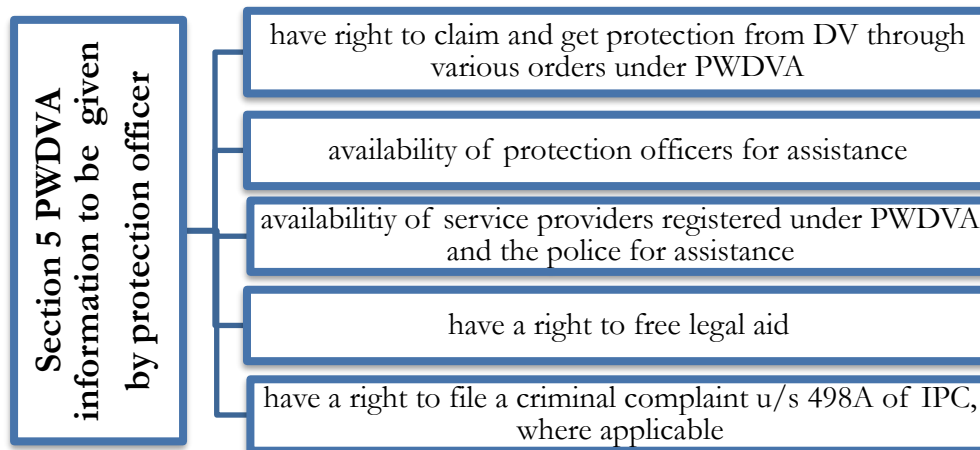 Section 5 PWDVA
information to be given
by protection officer
have right to claim and get protection from DV through
various orders under PWDVA
availability of protection officers for assistance
availabilitiy of service providers registered under PWDVA
and the police for assistance
have a right to free legal aid
have a right to file a criminal complaint u/s 498A of IPC,
where applicable